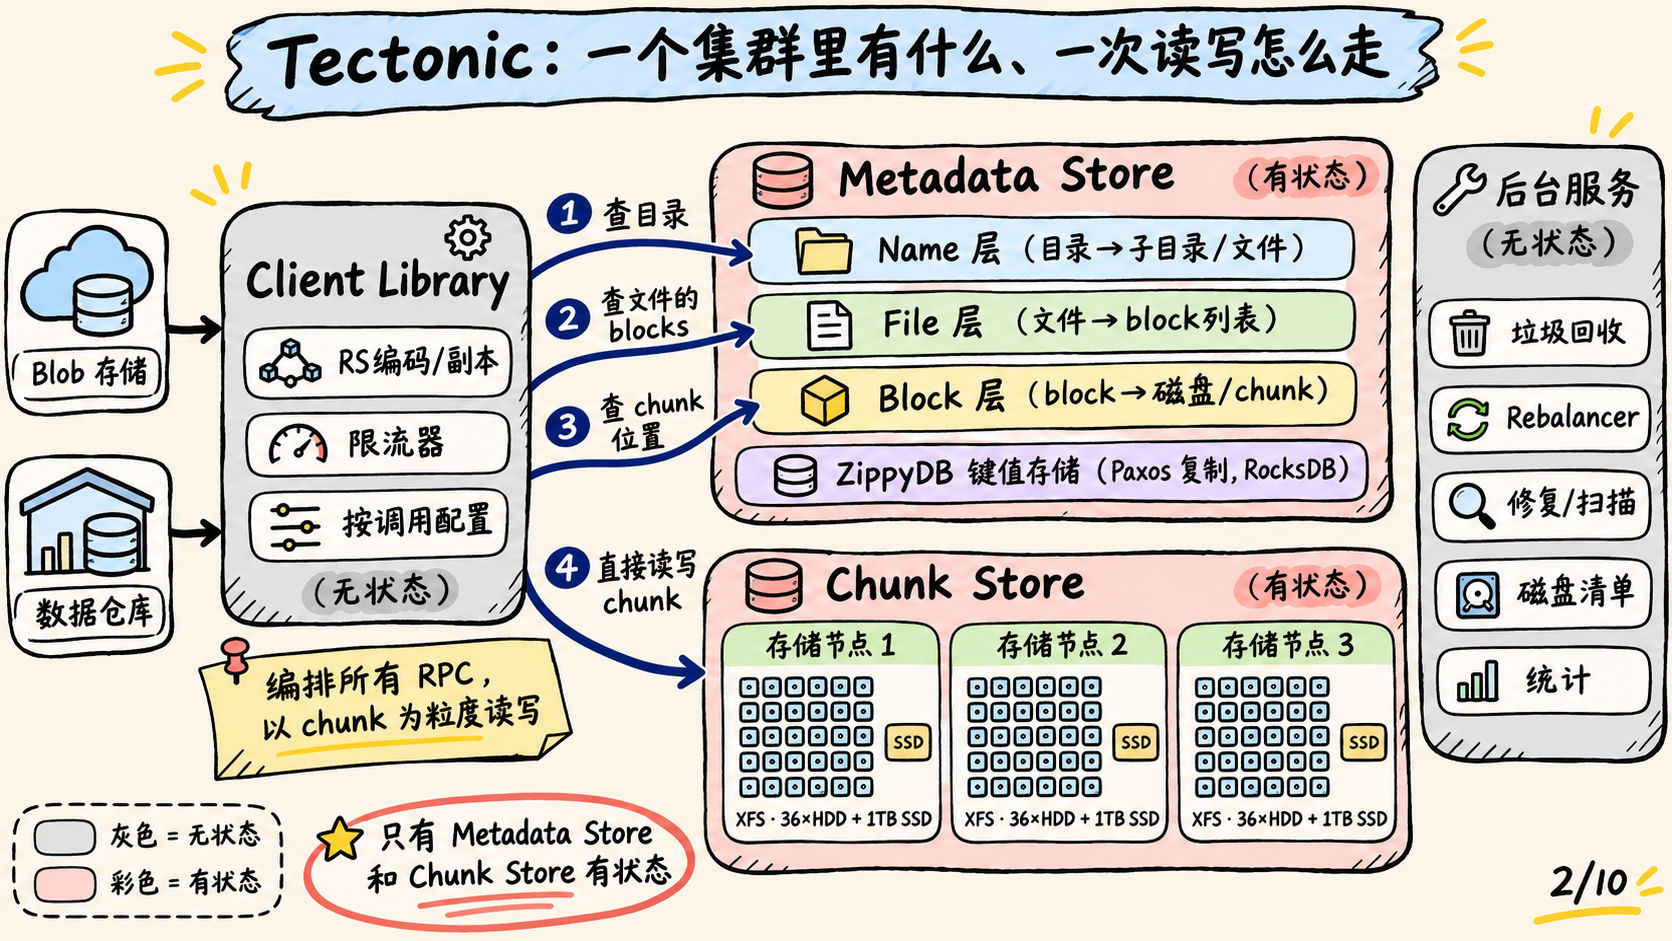 Tectonic：一个集群里有什么、一次读写怎么走
Blob 存储
数据仓库
Client Library
RS编码/副本
限流器
按调用配置
（无状态）
编排所有 RPC，
以 chunk 为粒度读写
1 查目录
2 查文件的
blocks
3 查 chunk
位置
4 直接读写
chunk
Metadata Store （有状态）
Name 层（目录→子目录/文件）
File 层（文件→block列表）
Block 层（block→磁盘/chunk）
ZippyDB 键值存储（Paxos 复制, RocksDB）
Chunk Store （有状态）
存储节点 1
SSD
XFS · 36×HDD + 1TB SSD
存储节点 2
SSD
XFS · 36×HDD + 1TB SSD
存储节点 3
SSD
XFS · 36×HDD + 1TB SSD
后台服务
（无状态）
垃圾回收
Rebalancer
修复/扫描
磁盘清单
统计
灰色 = 无状态
彩色 = 有状态
只有 Metadata Store
和 Chunk Store 有状态
2/10